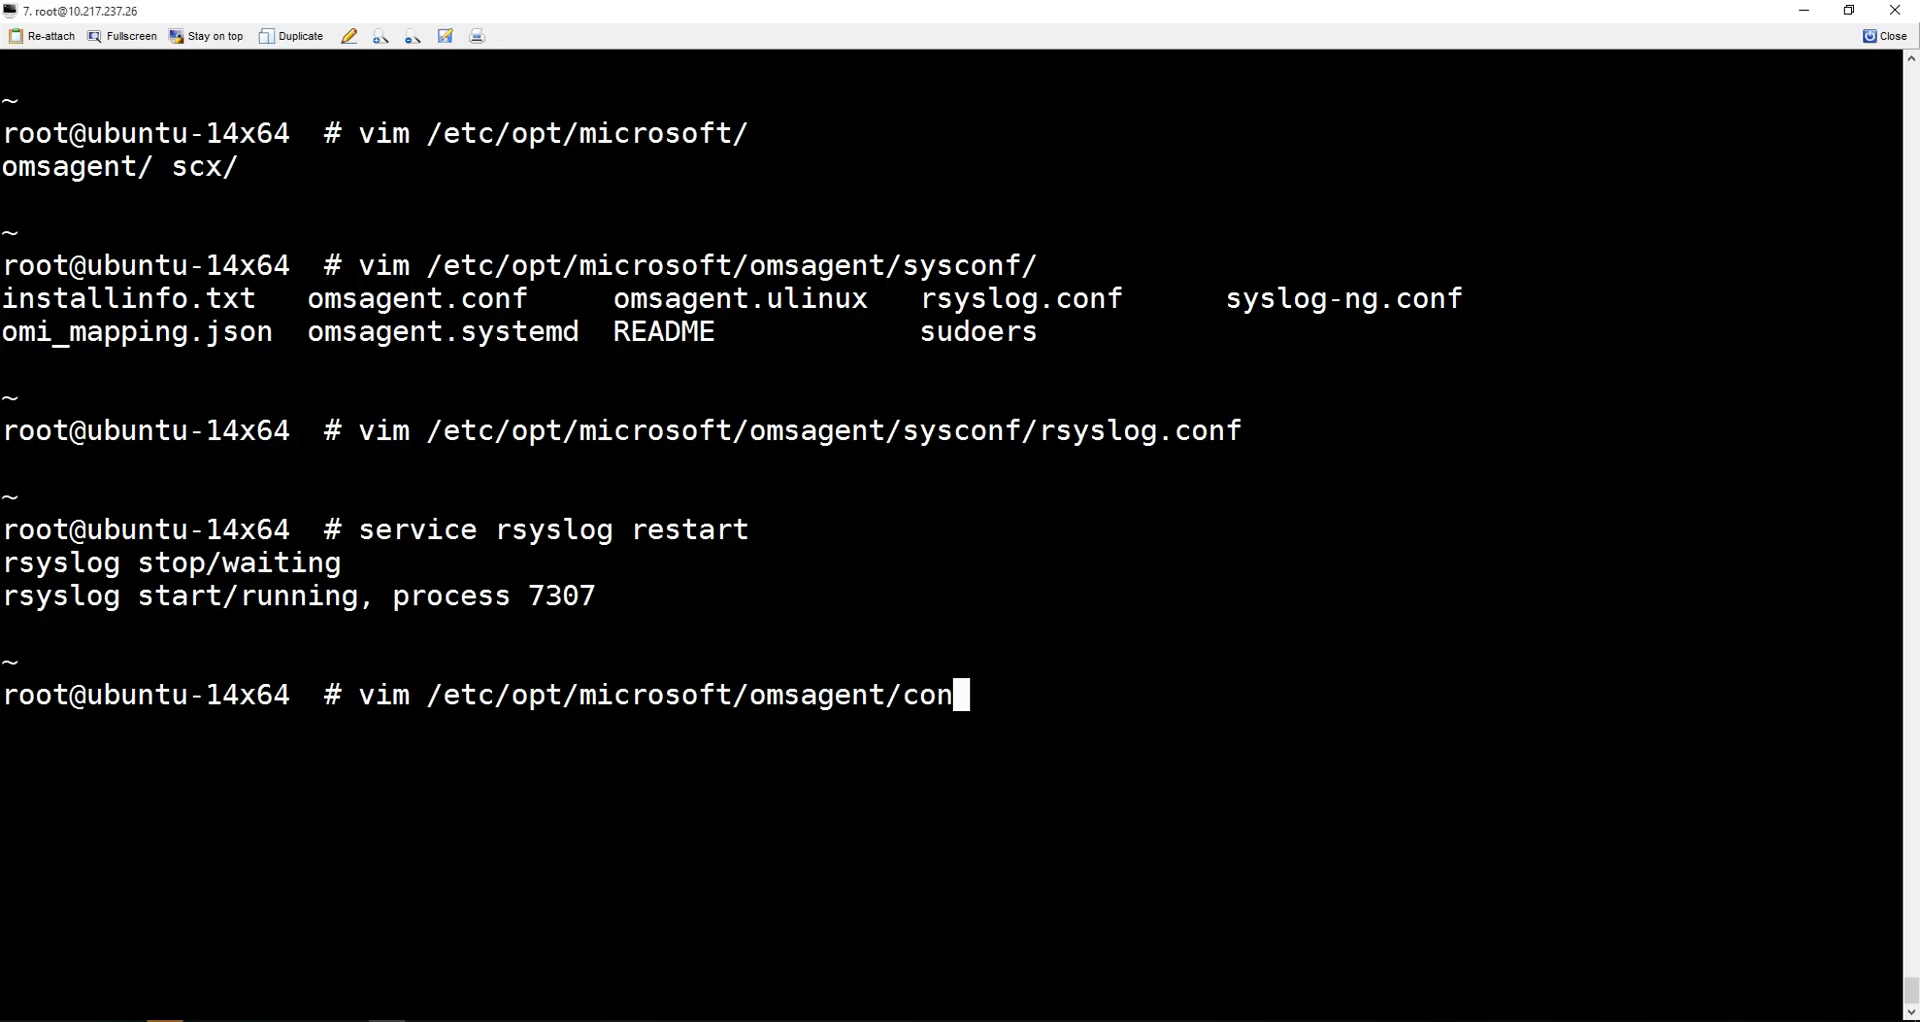 7. root@10.217.237.26
Re-attach Fullscreen Stay on top Duplicate Close
~
root@ubuntu-14x64  # vim /etc/opt/microsoft/
omsagent/ scx/
~
root@ubuntu-14x64  # vim /etc/opt/microsoft/omsagent/sysconf/
installinfo.txt   omsagent.conf     omsagent.ulinux   rsyslog.conf      syslog-ng.conf
omi_mapping.json  omsagent.systemd  README            sudoers
~
root@ubuntu-14x64  # vim /etc/opt/microsoft/omsagent/sysconf/rsyslog.conf
~
root@ubuntu-14x64  # service rsyslog restart
rsyslog stop/waiting
rsyslog start/running, process 7307
~
root@ubuntu-14x64  # vim /etc/opt/microsoft/omsagent/con